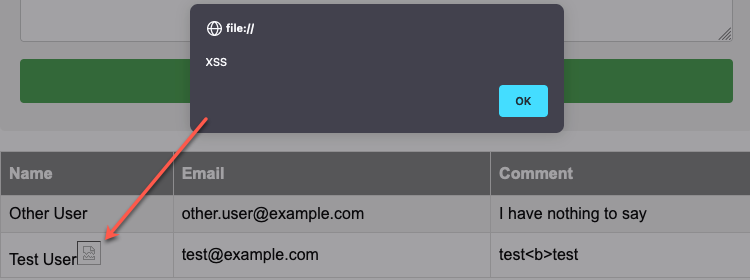 file://
XSS
OK
Name Email Comment
Other User other.user@example.com I have nothing to say
Test User test@example.com test<b>test